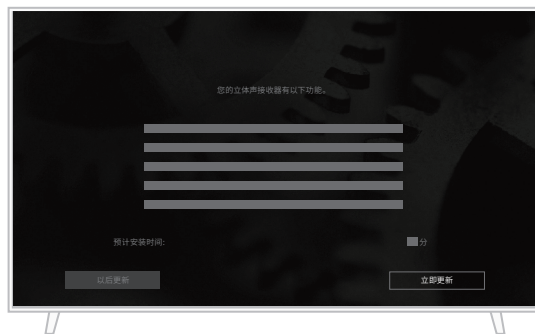 您的立体声接收器有以下功能。
预计安装时间:
分
以后更新
立即更新